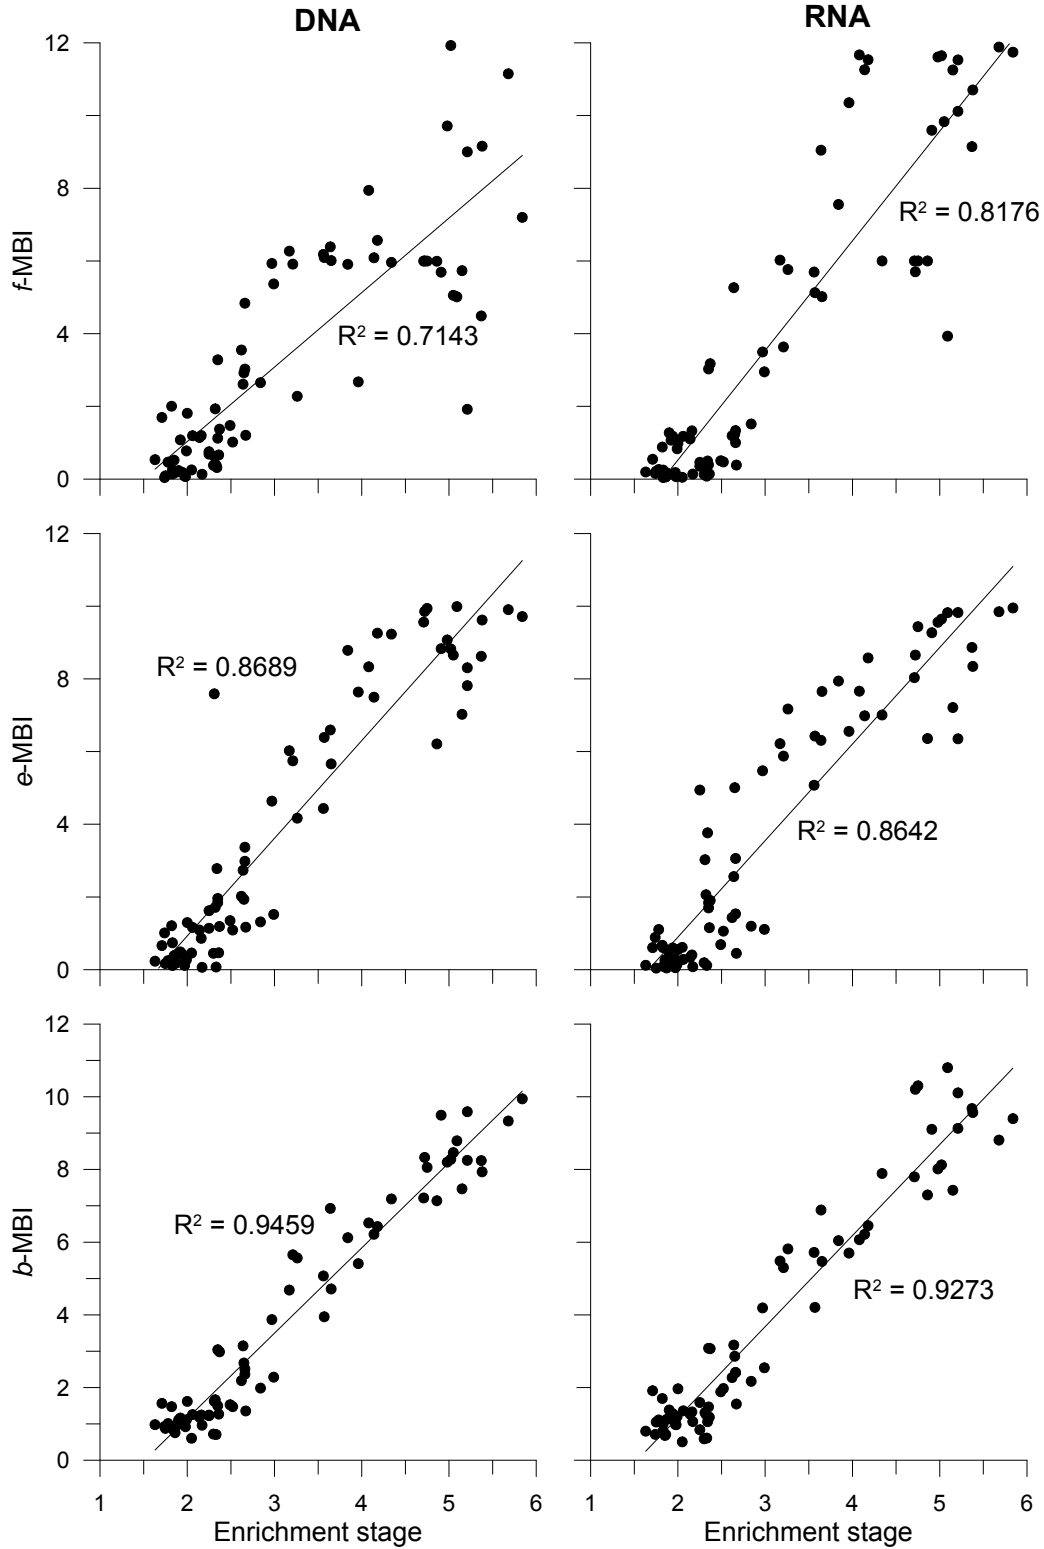 DNA
RNA
12
8
4
0
f-MBI
R² = 0.7143
R² = 0.8176
12
8
4
0
e-MBI
R² = 0.8689
R² = 0.8642
12
10
8
6
4
2
0
b-MBI
R² = 0.9459
R² = 0.9273
1 2 3 4 5 6
1 2 3 4 5 6
Enrichment stage
Enrichment stage